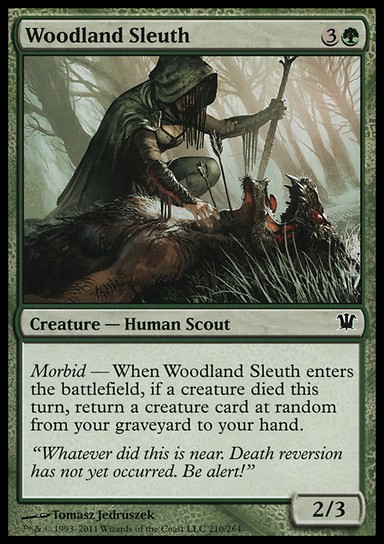 Woodland Sleuth 3
Creature — Human Scout
Morbid — When Woodland Sleuth enters
the battlefield, if a creature died this
turn, return a creature card at random
from your graveyard to your hand.
“Whatever did this is near. Death reversion
has not yet occurred. Be alert!”
Tomasz Jedruszek
™ & © 1993–2011 Wizards of the Coast LLC 210/264
2/3